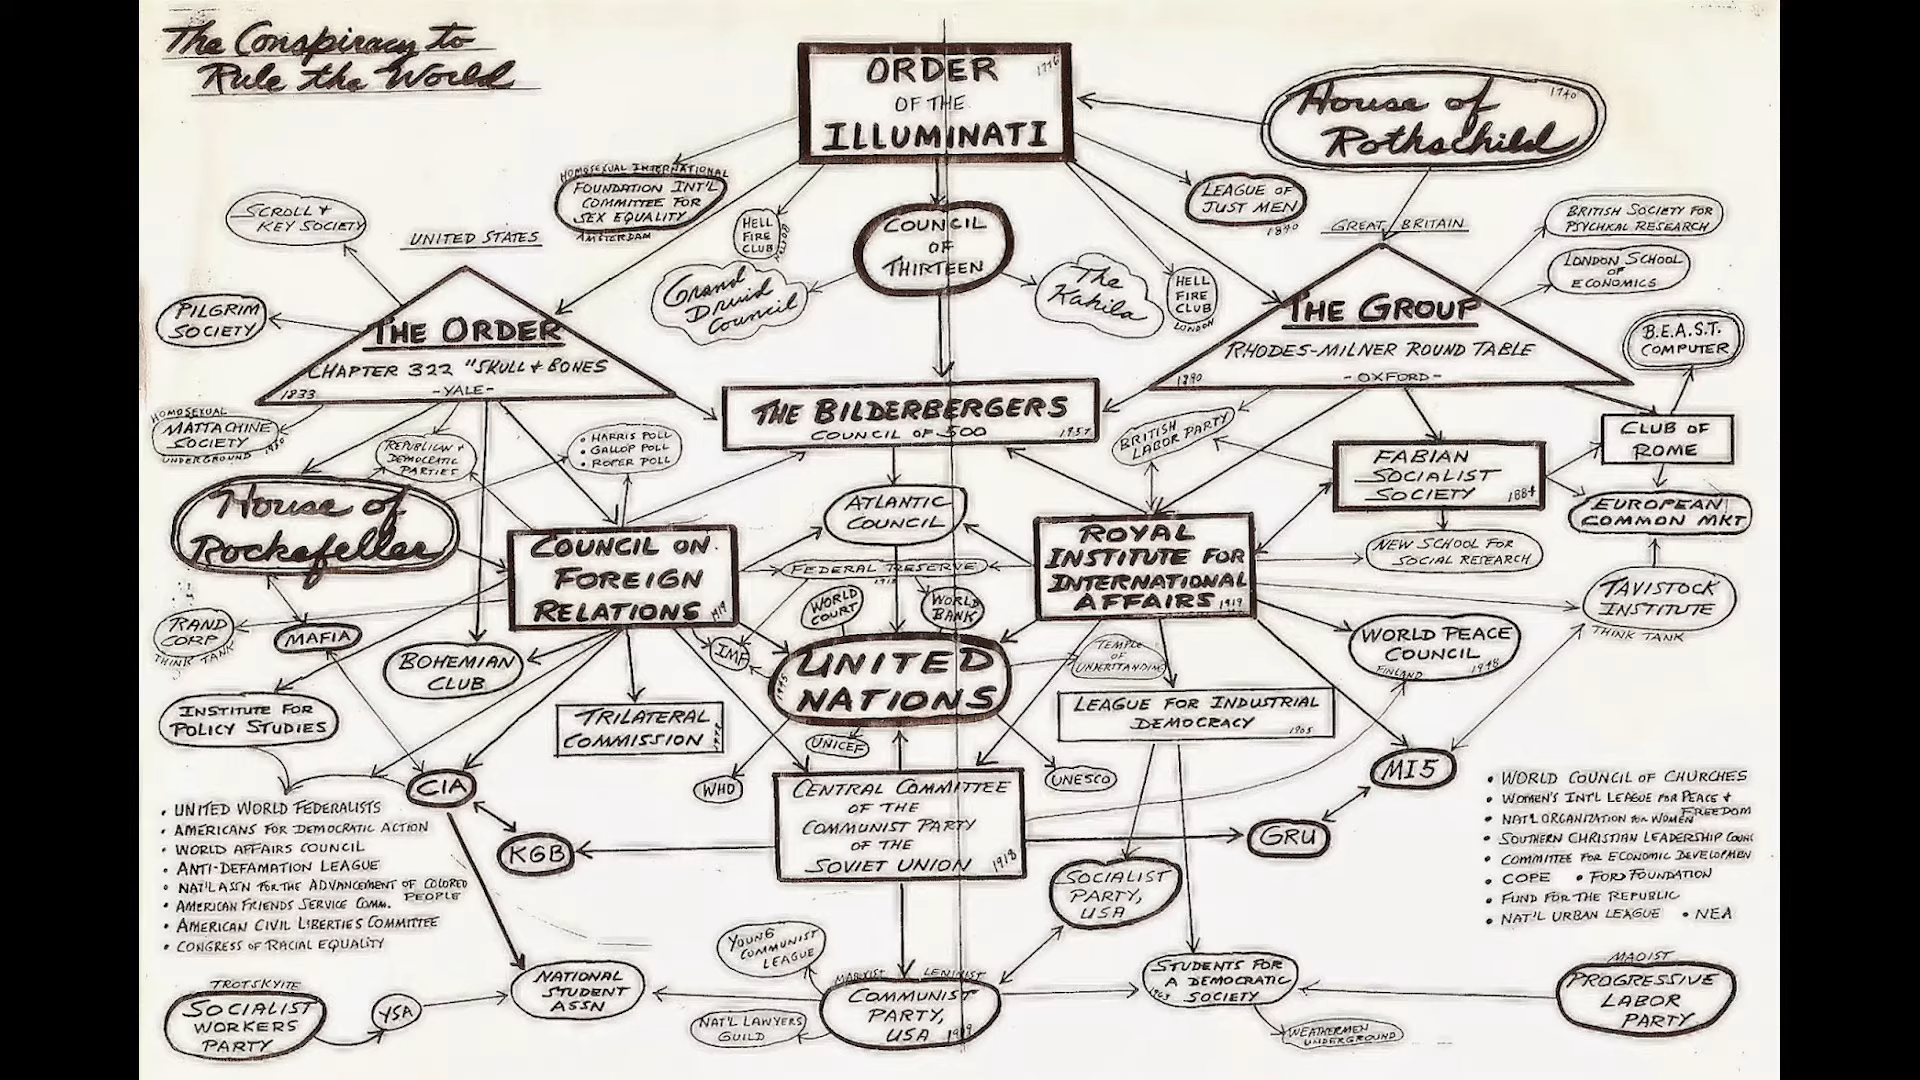 The Conspiracy to
Rule the World
ORDER
OF THE
ILLUMINATI
1776
House of
Rothschild
1740
HOMOSEXUAL INTERNATIONAL
FOUNDATION INT'L
COMMITTEE FOR
SEX EQUALITY
AMSTERDAM
HELL
FIRE
CLUB
COUNCIL
OF
THIRTEEN
LEAGUE OF
JUST MEN
1840
SCROLL +
KEY SOCIETY
UNITED STATES
GREAT BRITAIN
BRITISH SOCIETY FOR
PSYCHICAL RESEARCH
LONDON SCHOOL
OF
ECONOMICS
Grand
Druid
Council
The
Kahila
HELL
FIRE
CLUB
LONDON
PILGRIM
SOCIETY
THE ORDER
CHAPTER 322 "SKULL + BONES
-YALE-
1833
THE GROUP
RHODES-MILNER ROUND TABLE
-OXFORD-
1890
B.E.A.S.T.
COMPUTER
THE BILDERBERGERS
COUNCIL OF 500
1957
HOMOSEXUAL
MATTACHINE
SOCIETY
UNDERGROUND
REPUBLICAN +
DEMOCRATIC
PARTIES
• HARRIS POLL
• GALLOP POLL
• ROPER POLL
BRITISH
LABOR PARTY
CLUB OF
ROME
FABIAN
SOCIALIST
SOCIETY
1884
House of
Rockefeller
ATLANTIC
COUNCIL
EUROPEAN
COMMON MKT
COUNCIL ON
FOREIGN
RELATIONS
ROYAL
INSTITUTE FOR
INTERNATIONAL
AFFAIRS
1919
NEW SCHOOL FOR
SOCIAL RESEARCH
FEDERAL RESERVE
WORLD
COURT
WORLD
BANK
TAVISTOCK
INSTITUTE
THINK TANK
RAND
CORP
THINK TANK
MAFIA
BOHEMIAN
CLUB
IMF
UNITED
NATIONS
1945
TEMPLE
OF
UNDERSTANDING
WORLD PEACE
COUNCIL
FINLAND
1948
INSTITUTE FOR
POLICY STUDIES
TRILATERAL
COMMISSION
LEAGUE FOR INDUSTRIAL
DEMOCRACY
1905
UNICEF
WHO
UNESCO
CIA
MI5
CENTRAL COMMITTEE
OF THE
COMMUNIST PARTY
OF THE
SOVIET UNION
1918
KGB
GRU
• UNITED WORLD FEDERALISTS
• AMERICANS FOR DEMOCRATIC ACTION
• WORLD AFFAIRS COUNCIL
• ANTI-DEFAMATION LEAGUE
• NAT'L ASSN FOR THE ADVANCEMENT OF COLORED
PEOPLE
• AMERICAN FRIENDS SERVICE COMM.
• AMERICAN CIVIL LIBERTIES COMMITTEE
• CONGRESS OF RACIAL EQUALITY
• WORLD COUNCIL OF CHURCHES
• WOMEN'S INT'L LEAGUE FOR PEACE +
FREEDOM
• NAT'L ORGANIZATION FOR WOMEN
• SOUTHERN CHRISTIAN LEADERSHIP COUNC
• COMMITTEE FOR ECONOMIC DEVELOPMEN
• COPE • FORD FOUNDATION
• FUND FOR THE REPUBLIC
• NAT'L URBAN LEAGUE • NEA
SOCIALIST
PARTY,
USA
YOUNG
COMMUNIST
LEAGUE
TROTSKYITE
SOCIALIST
WORKERS
PARTY
YSA
NATIONAL
STUDENT
ASSN
MARXIST LENINIST
COMMUNIST
PARTY,
USA
1919
NAT'L LAWYERS
GUILD
STUDENTS FOR
A DEMOCRATIC
SOCIETY
WEATHERMEN
UNDERGROUND
MAOIST
PROGRESSIVE
LABOR
PARTY